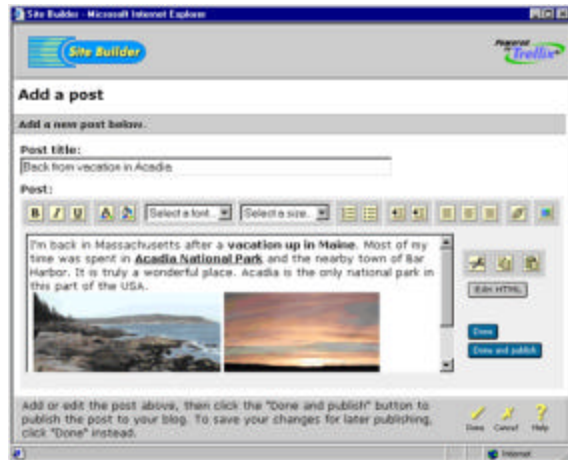 Site Builder - Microsoft Internet Explorer
Site Builder
Powered by Trellix
Add a post
Add a new post below.
Post title:
Back from vacation in Acadia
Post:
B I U A Select a font... Select a size...
I'm back in Massachusetts after a vacation up in Maine. Most of my
time was spent in Acadia National Park and the nearby town of Bar
Harbor. It is truly a wonderful place. Acadia is the only national park in
this part of the USA.
Edit HTML
Done
Done and publish
Add or edit the post above, then click the "Done and publish" button to
publish the post to your blog. To save your changes for later publishing,
click "Done" instead.
Done Cancel Help
Internet